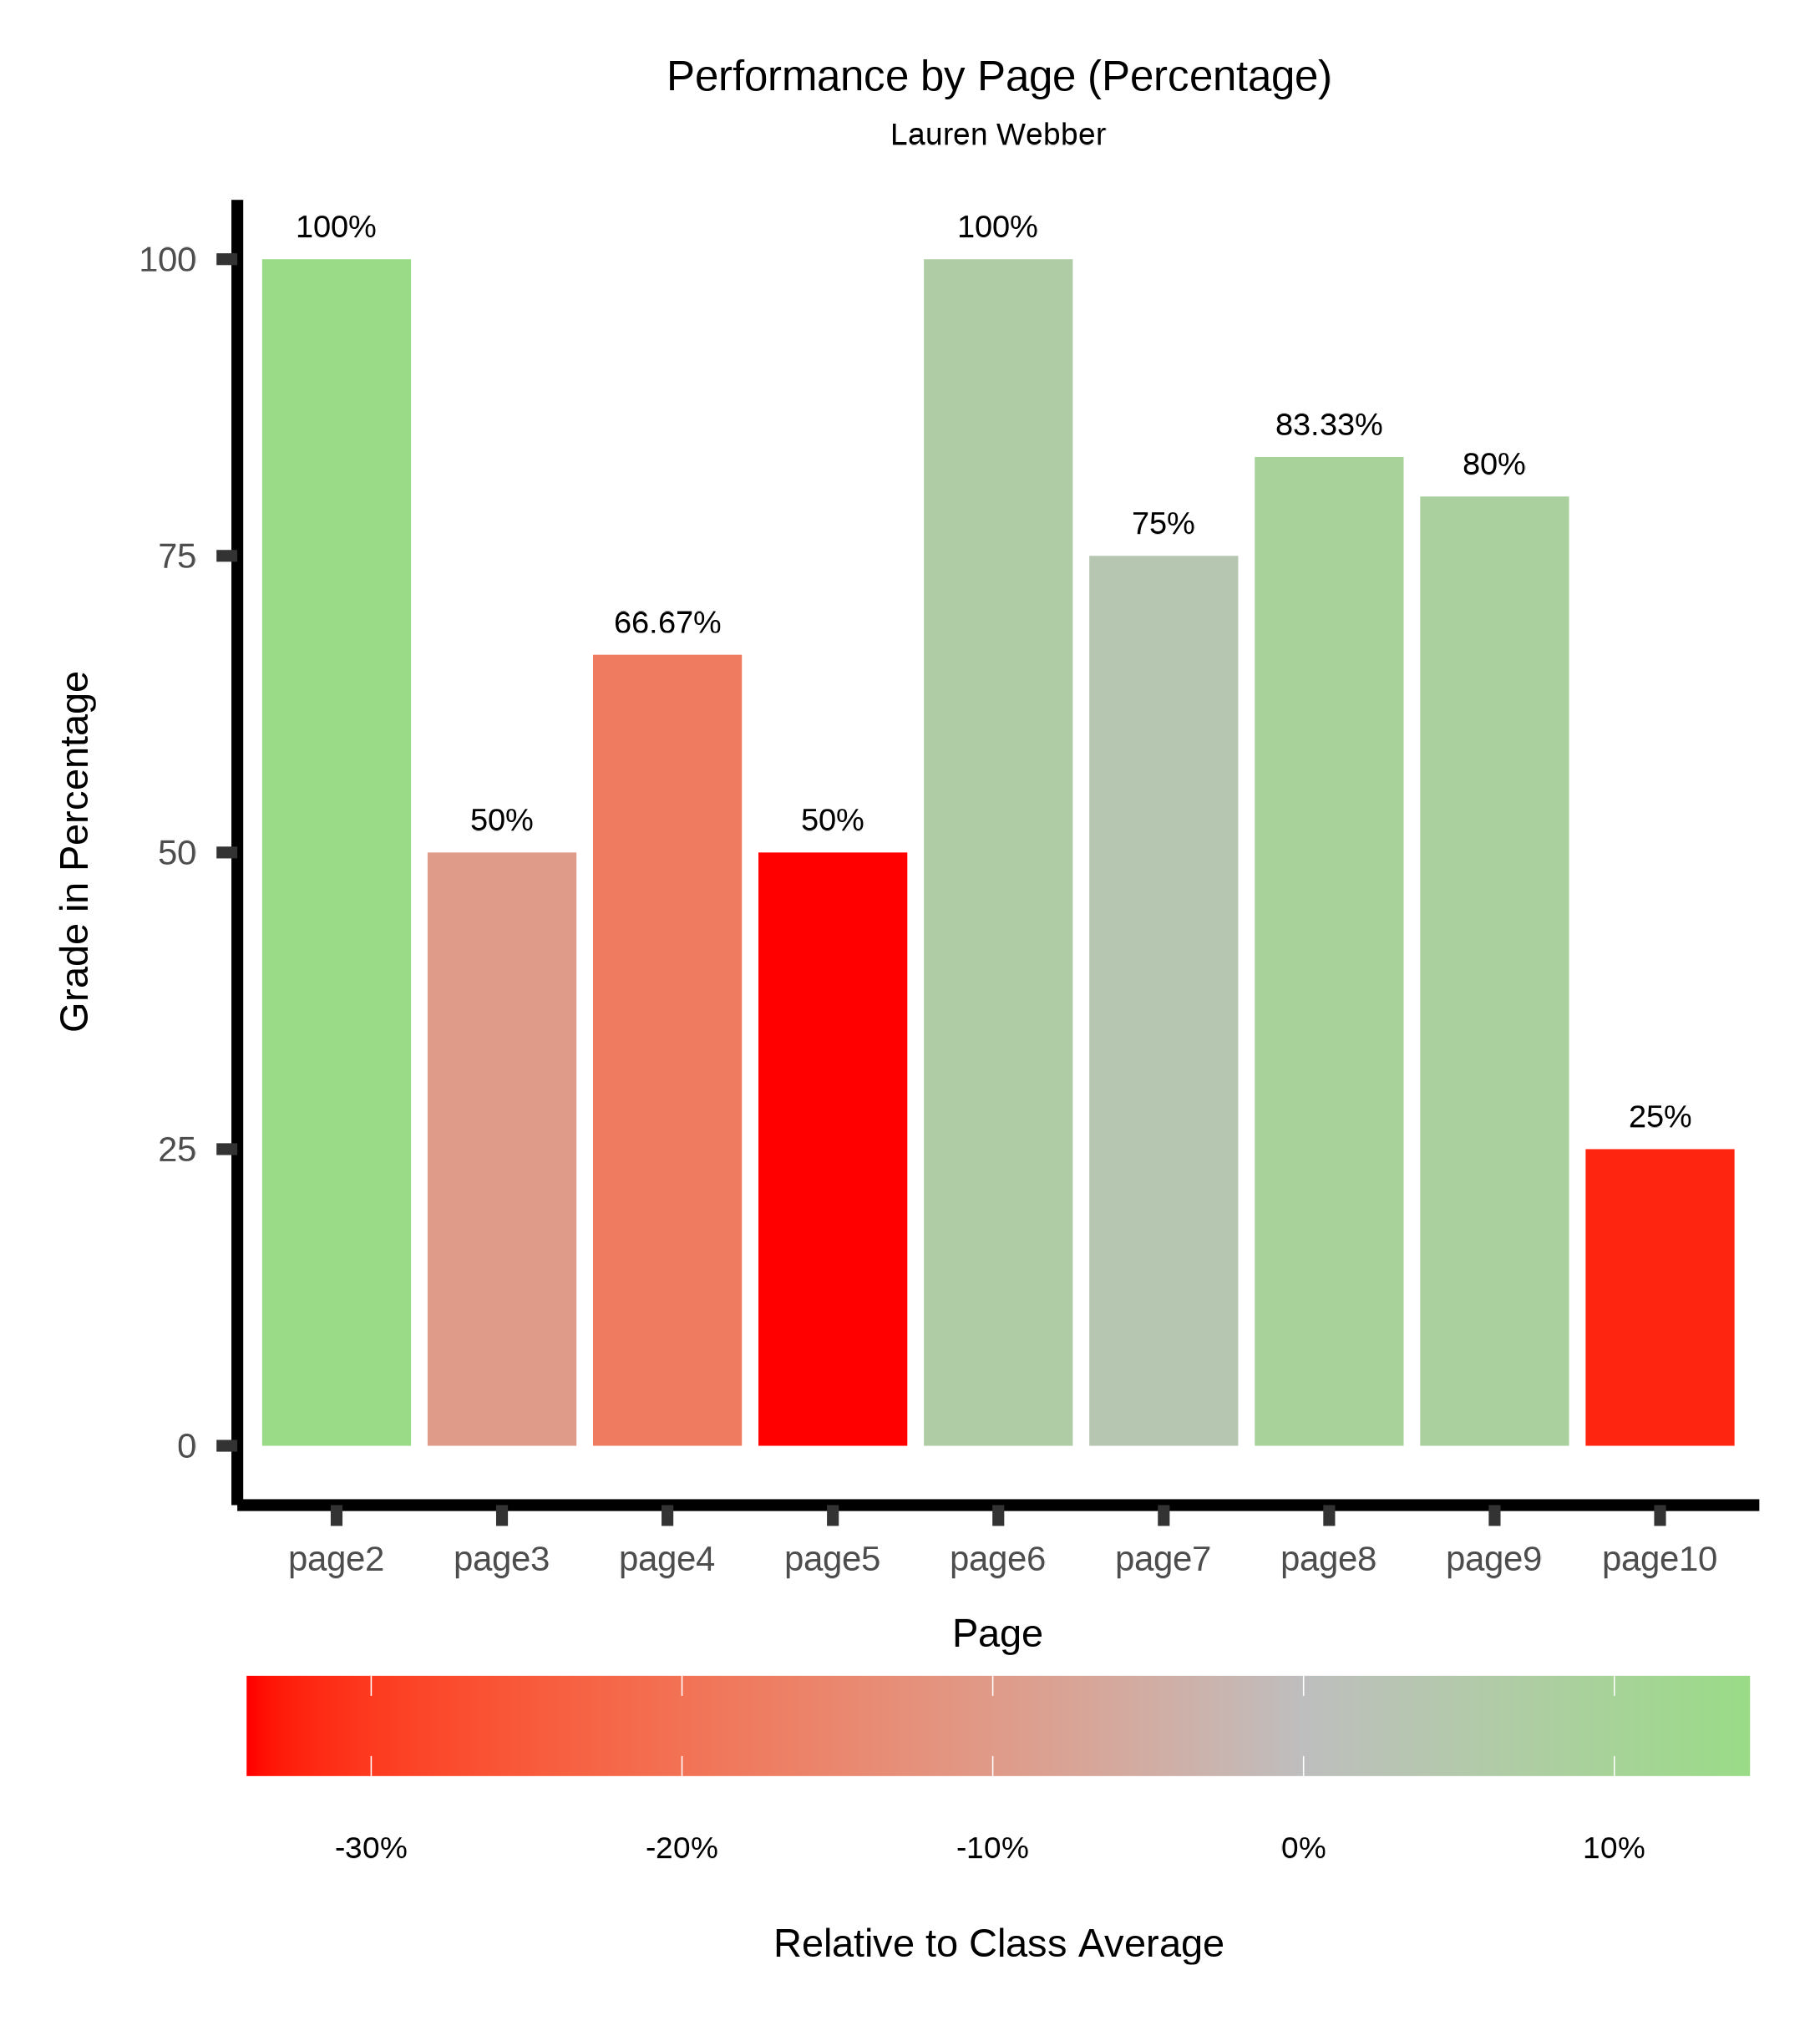 Performance by Page (Percentage)
Lauren Webber
100%
50%
66.67%
50%
100%
75%
83.33%
80%
25%
Grade in Percentage
100
75
50
25
0
page2 page3 page4 page5 page6 page7 page8 page9 page10
Page
-30% -20% -10% 0% 10%
Relative to Class Average